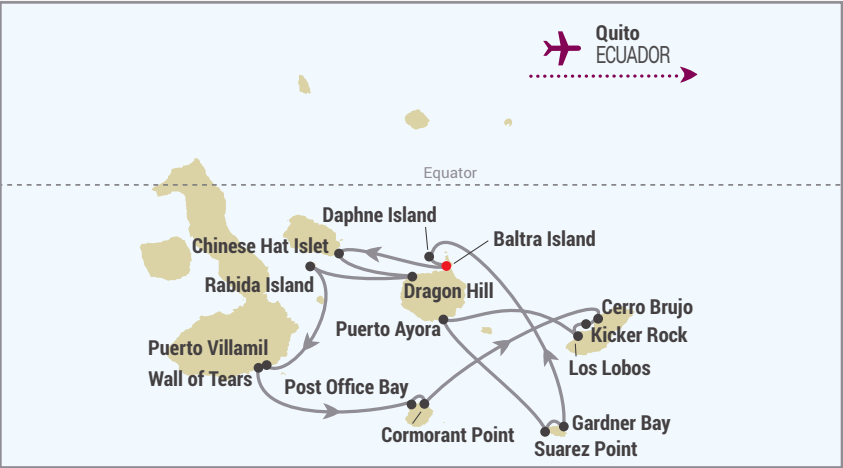 Quito
ECUADOR
Equator
Daphne Island
Baltra Island
Chinese Hat Islet
Rabida Island
Dragon Hill
Cerro Brujo
Puerto Ayora
Kicker Rock
Puerto Villamil
Los Lobos
Wall of Tears
Post Office Bay
Gardner Bay
Cormorant Point
Suarez Point